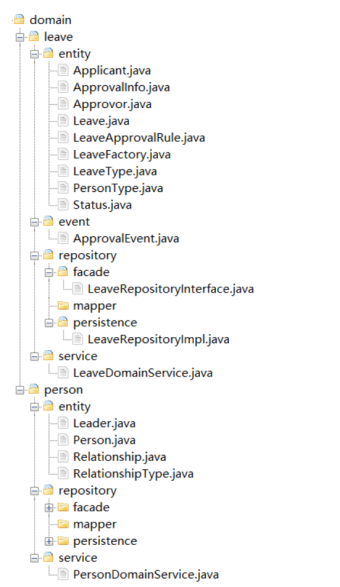 domain
leave
entity
Applicant.java
ApprovalInfo.java
Approvor.java
Leave.java
LeaveApprovalRule.java
LeaveFactory.java
LeaveType.java
PersonType.java
Status.java
event
ApprovalEvent.java
repository
facade
LeaveRepositoryInterface.java
mapper
persistence
LeaveRepositoryImpl.java
service
LeaveDomainService.java
person
entity
Leader.java
Person.java
Relationship.java
RelationshipType.java
repository
facade
mapper
persistence
service
PersonDomainService.java